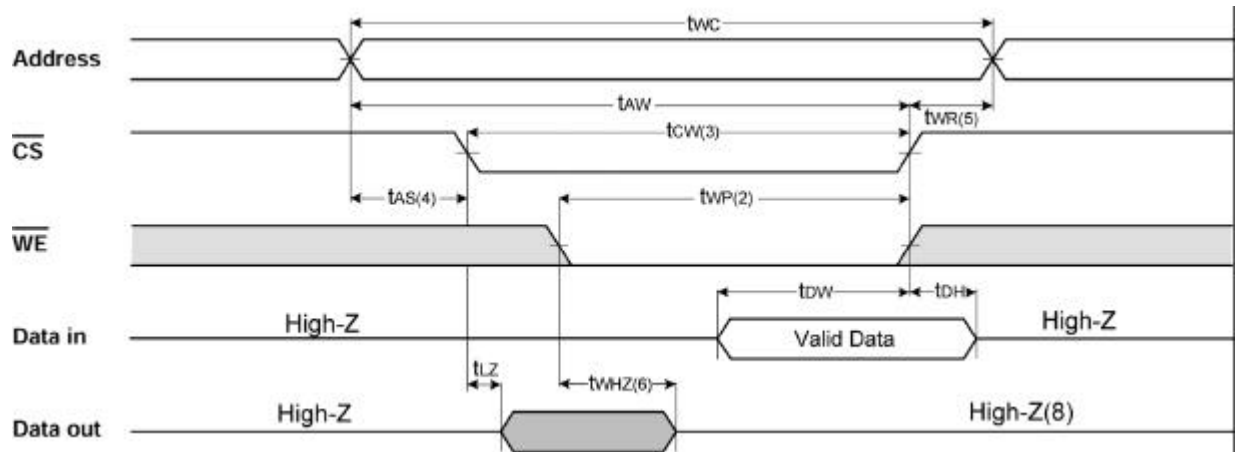 tWC
Address
tAW
tWR(5)
CS
tCW(3)
tAS(4)
tWP(2)
WE
tDW
tDH
Data in
High-Z
Valid Data
High-Z
tLZ
tWHZ(6)
Data out
High-Z
High-Z(8)